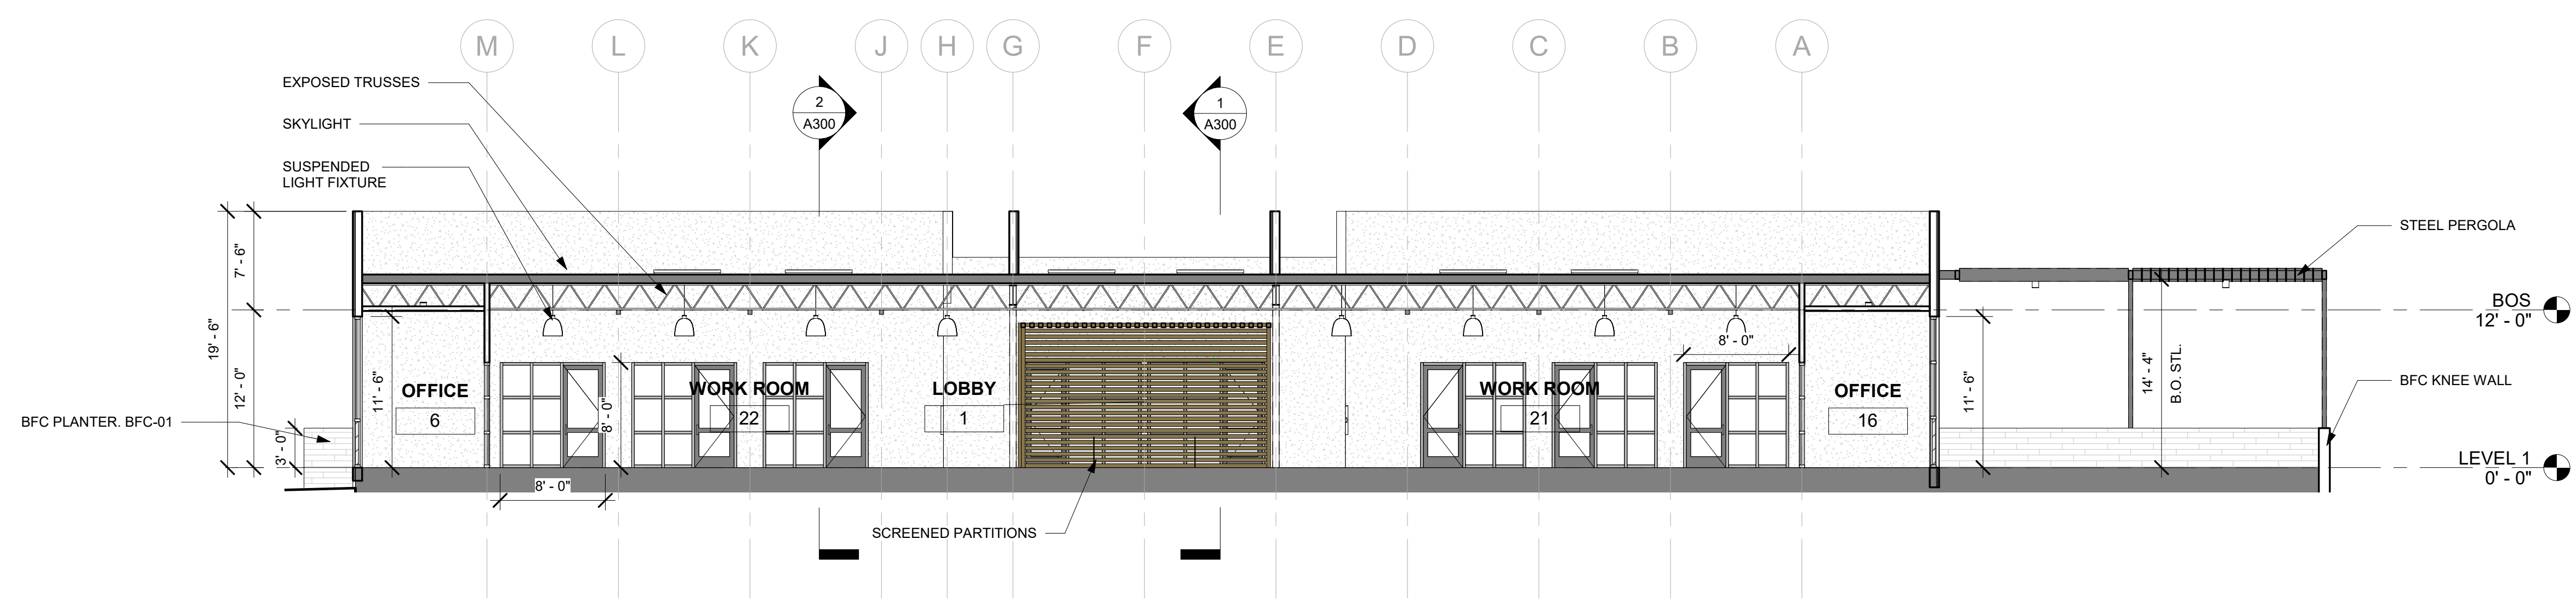 M L K J H G F E D C B A
EXPOSED TRUSSES
SKYLIGHT
SUSPENDED
LIGHT FIXTURE
2
A300
1
A300
STEEL PERGOLA
7' - 6"
19' - 6"
12' - 0"
BOS
12' - 0"
8' - 0"
14' - 4"
B.O. STL.
11' - 6"
11' - 6"
OFFICE
6
WORK ROOM
22
LOBBY
1
WORK ROOM
21
OFFICE
16
BFC KNEE WALL
BFC PLANTER. BFC-01
3' - 0"
8' - 0"
LEVEL 1
0' - 0"
8' - 0"
SCREENED PARTITIONS